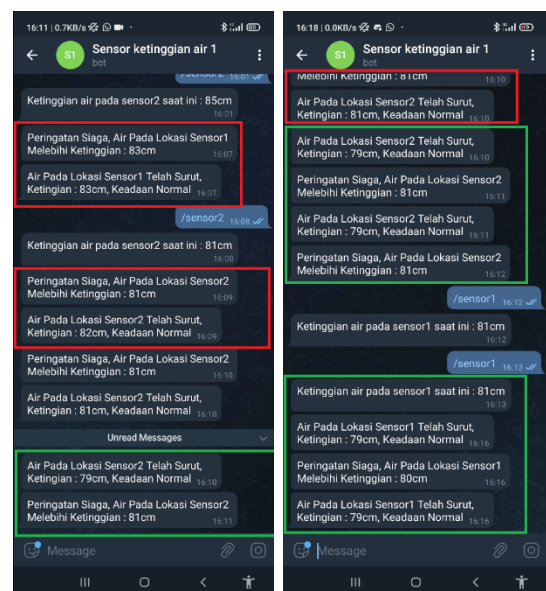 16:11 | 0.7KB/s
Sensor ketinggian air 1
S1
bot
/sensor2 16:01
Ketinggian air pada sensor2 saat ini : 85cm
16:01
Peringatan Siaga, Air Pada Lokasi Sensor1
Melebihi Ketinggian : 83cm 16:07
Air Pada Lokasi Sensor1 Telah Surut,
Ketingian : 83cm, Keadaan Normal 16:07
/sensor2 16:08
Ketinggian air pada sensor2 saat ini : 81cm
16:08
Peringatan Siaga, Air Pada Lokasi Sensor2
Melebihi Ketinggian : 81cm 16:09
Air Pada Lokasi Sensor2 Telah Surut,
Ketingian : 82cm, Keadaan Normal 16:09
Peringatan Siaga, Air Pada Lokasi Sensor2
Melebihi Ketinggian : 81cm 16:10
Air Pada Lokasi Sensor2 Telah Surut,
Ketingian : 81cm, Keadaan Normal 16:10
Unread Messages
Air Pada Lokasi Sensor2 Telah Surut,
Ketingian : 79cm, Keadaan Normal 16:10
Peringatan Siaga, Air Pada Lokasi Sensor2
Melebihi Ketinggian : 81cm 16:11
Message
16:18 | 0.0KB/s
Sensor ketinggian air 1
S1
bot
Melebihi Ketinggian : 81cm 16:10
Air Pada Lokasi Sensor2 Telah Surut,
Ketingian : 81cm, Keadaan Normal 16:10
Air Pada Lokasi Sensor2 Telah Surut,
Ketingian : 79cm, Keadaan Normal 16:10
Peringatan Siaga, Air Pada Lokasi Sensor2
Melebihi Ketinggian : 81cm 16:11
Air Pada Lokasi Sensor2 Telah Surut,
Ketingian : 79cm, Keadaan Normal 16:11
Peringatan Siaga, Air Pada Lokasi Sensor2
Melebihi Ketinggian : 81cm 16:12
/sensor1 16:12
Ketinggian air pada sensor1 saat ini : 81cm
16:12
/sensor1 16:13
Ketinggian air pada sensor1 saat ini : 81cm
16:13
Air Pada Lokasi Sensor1 Telah Surut,
Ketingian : 79cm, Keadaan Normal 16:16
Peringatan Siaga, Air Pada Lokasi Sensor1
Melebihi Ketinggian : 80cm 16:16
Air Pada Lokasi Sensor1 Telah Surut,
Ketingian : 79cm, Keadaan Normal 16:16
Message